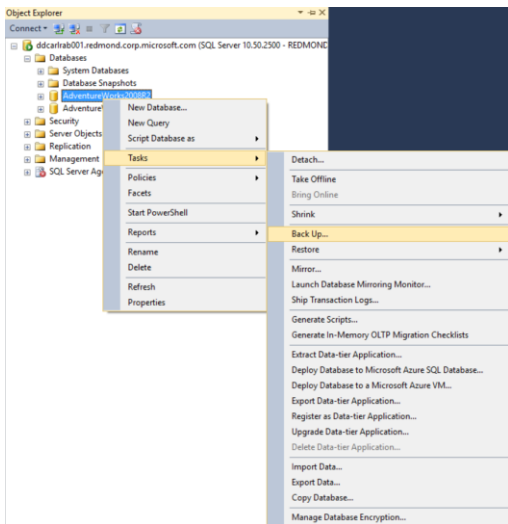 Object Explorer
Connect
ddcarlrab001.redmond.corp.microsoft.com (SQL Server 10.50.2500 - REDMOND
Databases
System Databases
Database Snapshots
AdventureWorks2008R2
Adventure
Security
Server Objects
Replication
Management
SQL Server Age
New Database...
New Query
Script Database as
Tasks
Policies
Facets
Start PowerShell
Reports
Rename
Delete
Refresh
Properties
Detach...
Take Offline
Bring Online
Shrink
Back Up...
Restore
Mirror...
Launch Database Mirroring Monitor...
Ship Transaction Logs...
Generate Scripts...
Generate In-Memory OLTP Migration Checklists
Extract Data-tier Application...
Deploy Database to Microsoft Azure SQL Database...
Deploy Database to a Microsoft Azure VM...
Export Data-tier Application...
Register as Data-tier Application...
Upgrade Data-tier Application...
Delete Data-tier Application...
Import Data...
Export Data...
Copy Database...
Manage Database Encryption...